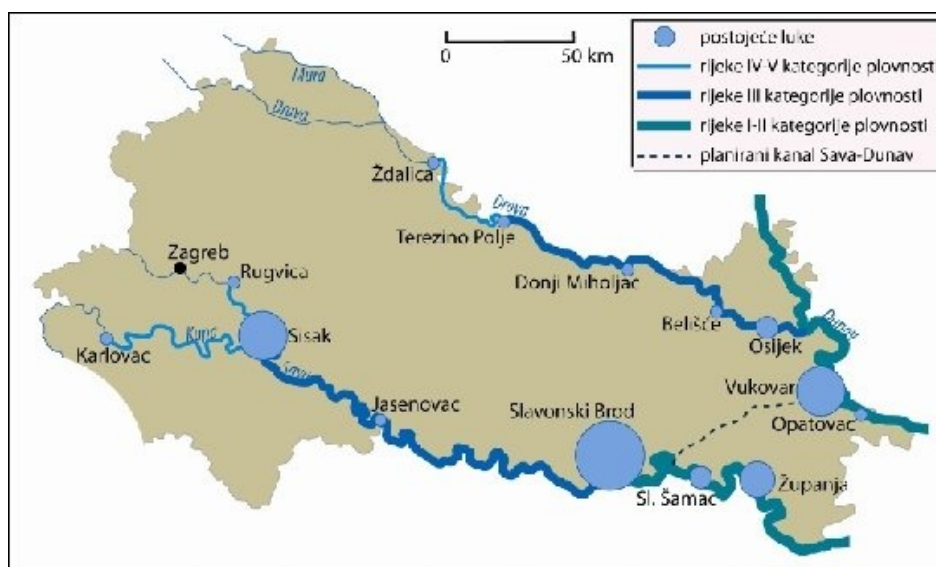 postojeće luke
rijeke IV-V kategorije plovnosti
rijeke III kategorije plovnosti
rijeke I-II kategorije plovnosti
planirani kanal Sava-Dunav
0 50 km
Mura
Drava
Ždalica
Drava
Terezino Polje
Zagreb
Rugvica
Donji Miholjac
Belišće
Osijek
Dunav
Kupa
Sisak
Karlovac
Sava
Vukovar
Jasenovac
Slavonski Brod
Opatovac
Sl. Šamac
Županja